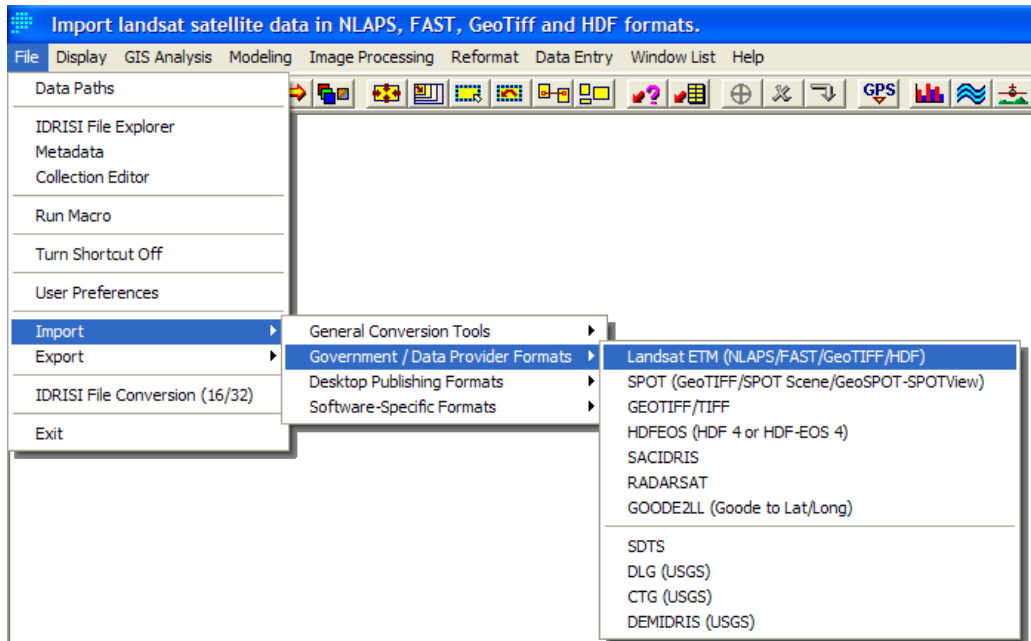 Import landsat satellite data in NLAPS, FAST, GeoTiff and HDF formats.
File Display GIS Analysis Modeling Image Processing Reformat Data Entry Window List Help
GPS
Data Paths
IDRISI File Explorer
Metadata
Collection Editor
Run Macro
Turn Shortcut Off
User Preferences
Import
Export
IDRISI File Conversion (16/32)
Exit
General Conversion Tools
Government / Data Provider Formats
Desktop Publishing Formats
Software-Specific Formats
Landsat ETM (NLAPS/FAST/GeoTIFF/HDF)
SPOT (GeoTIFF/SPOT Scene/GeoSPOT-SPOTView)
GEOTIFF/TIFF
HDFEOS (HDF 4 or HDF-EOS 4)
SACIDRIS
RADARSAT
GOODE2LL (Goode to Lat/Long)
SDTS
DLG (USGS)
CTG (USGS)
DEMIDRIS (USGS)